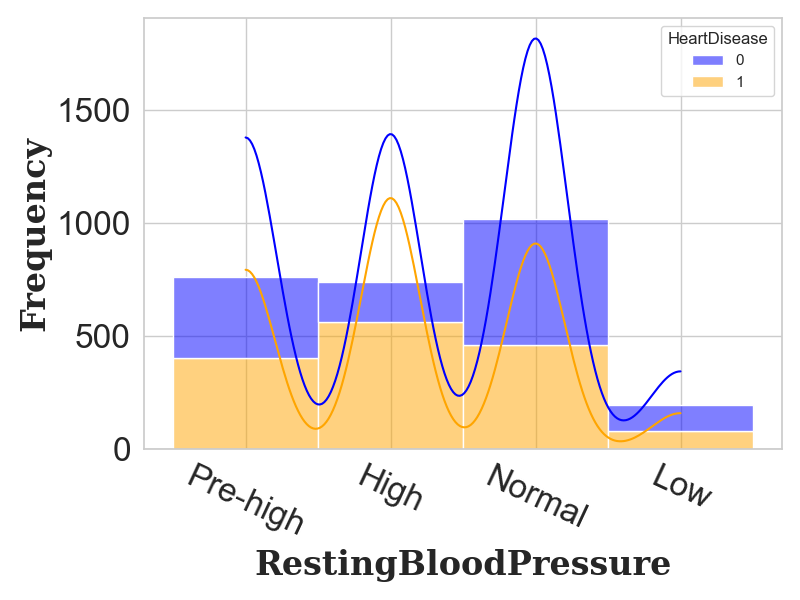 HeartDisease
0
1
1500
1000
500
0
Frequency
Pre-high
High
Normal
Low
RestingBloodPressure